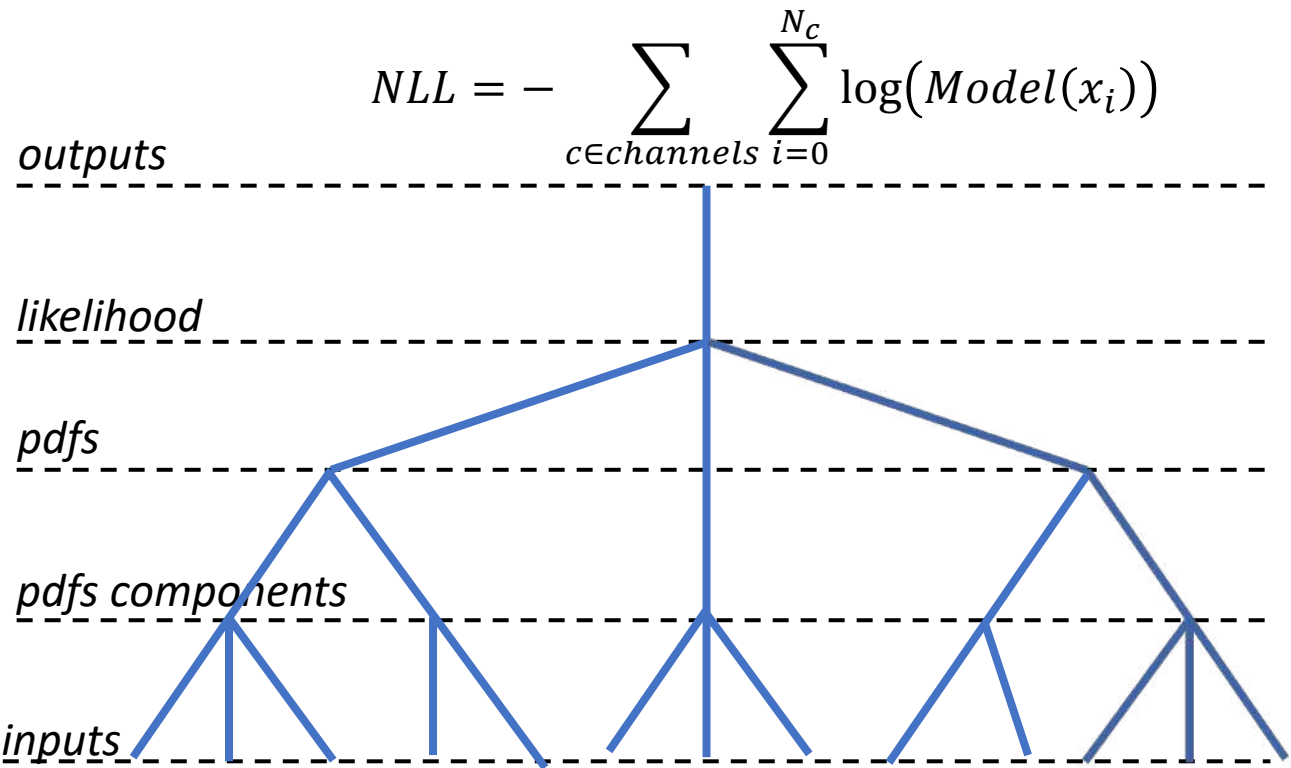 NLL = − ∑_{c∈channels} ∑_{i=0}^{N_c} log(Model(x_i))
outputs
likelihood
pdfs
pdfs components
inputs